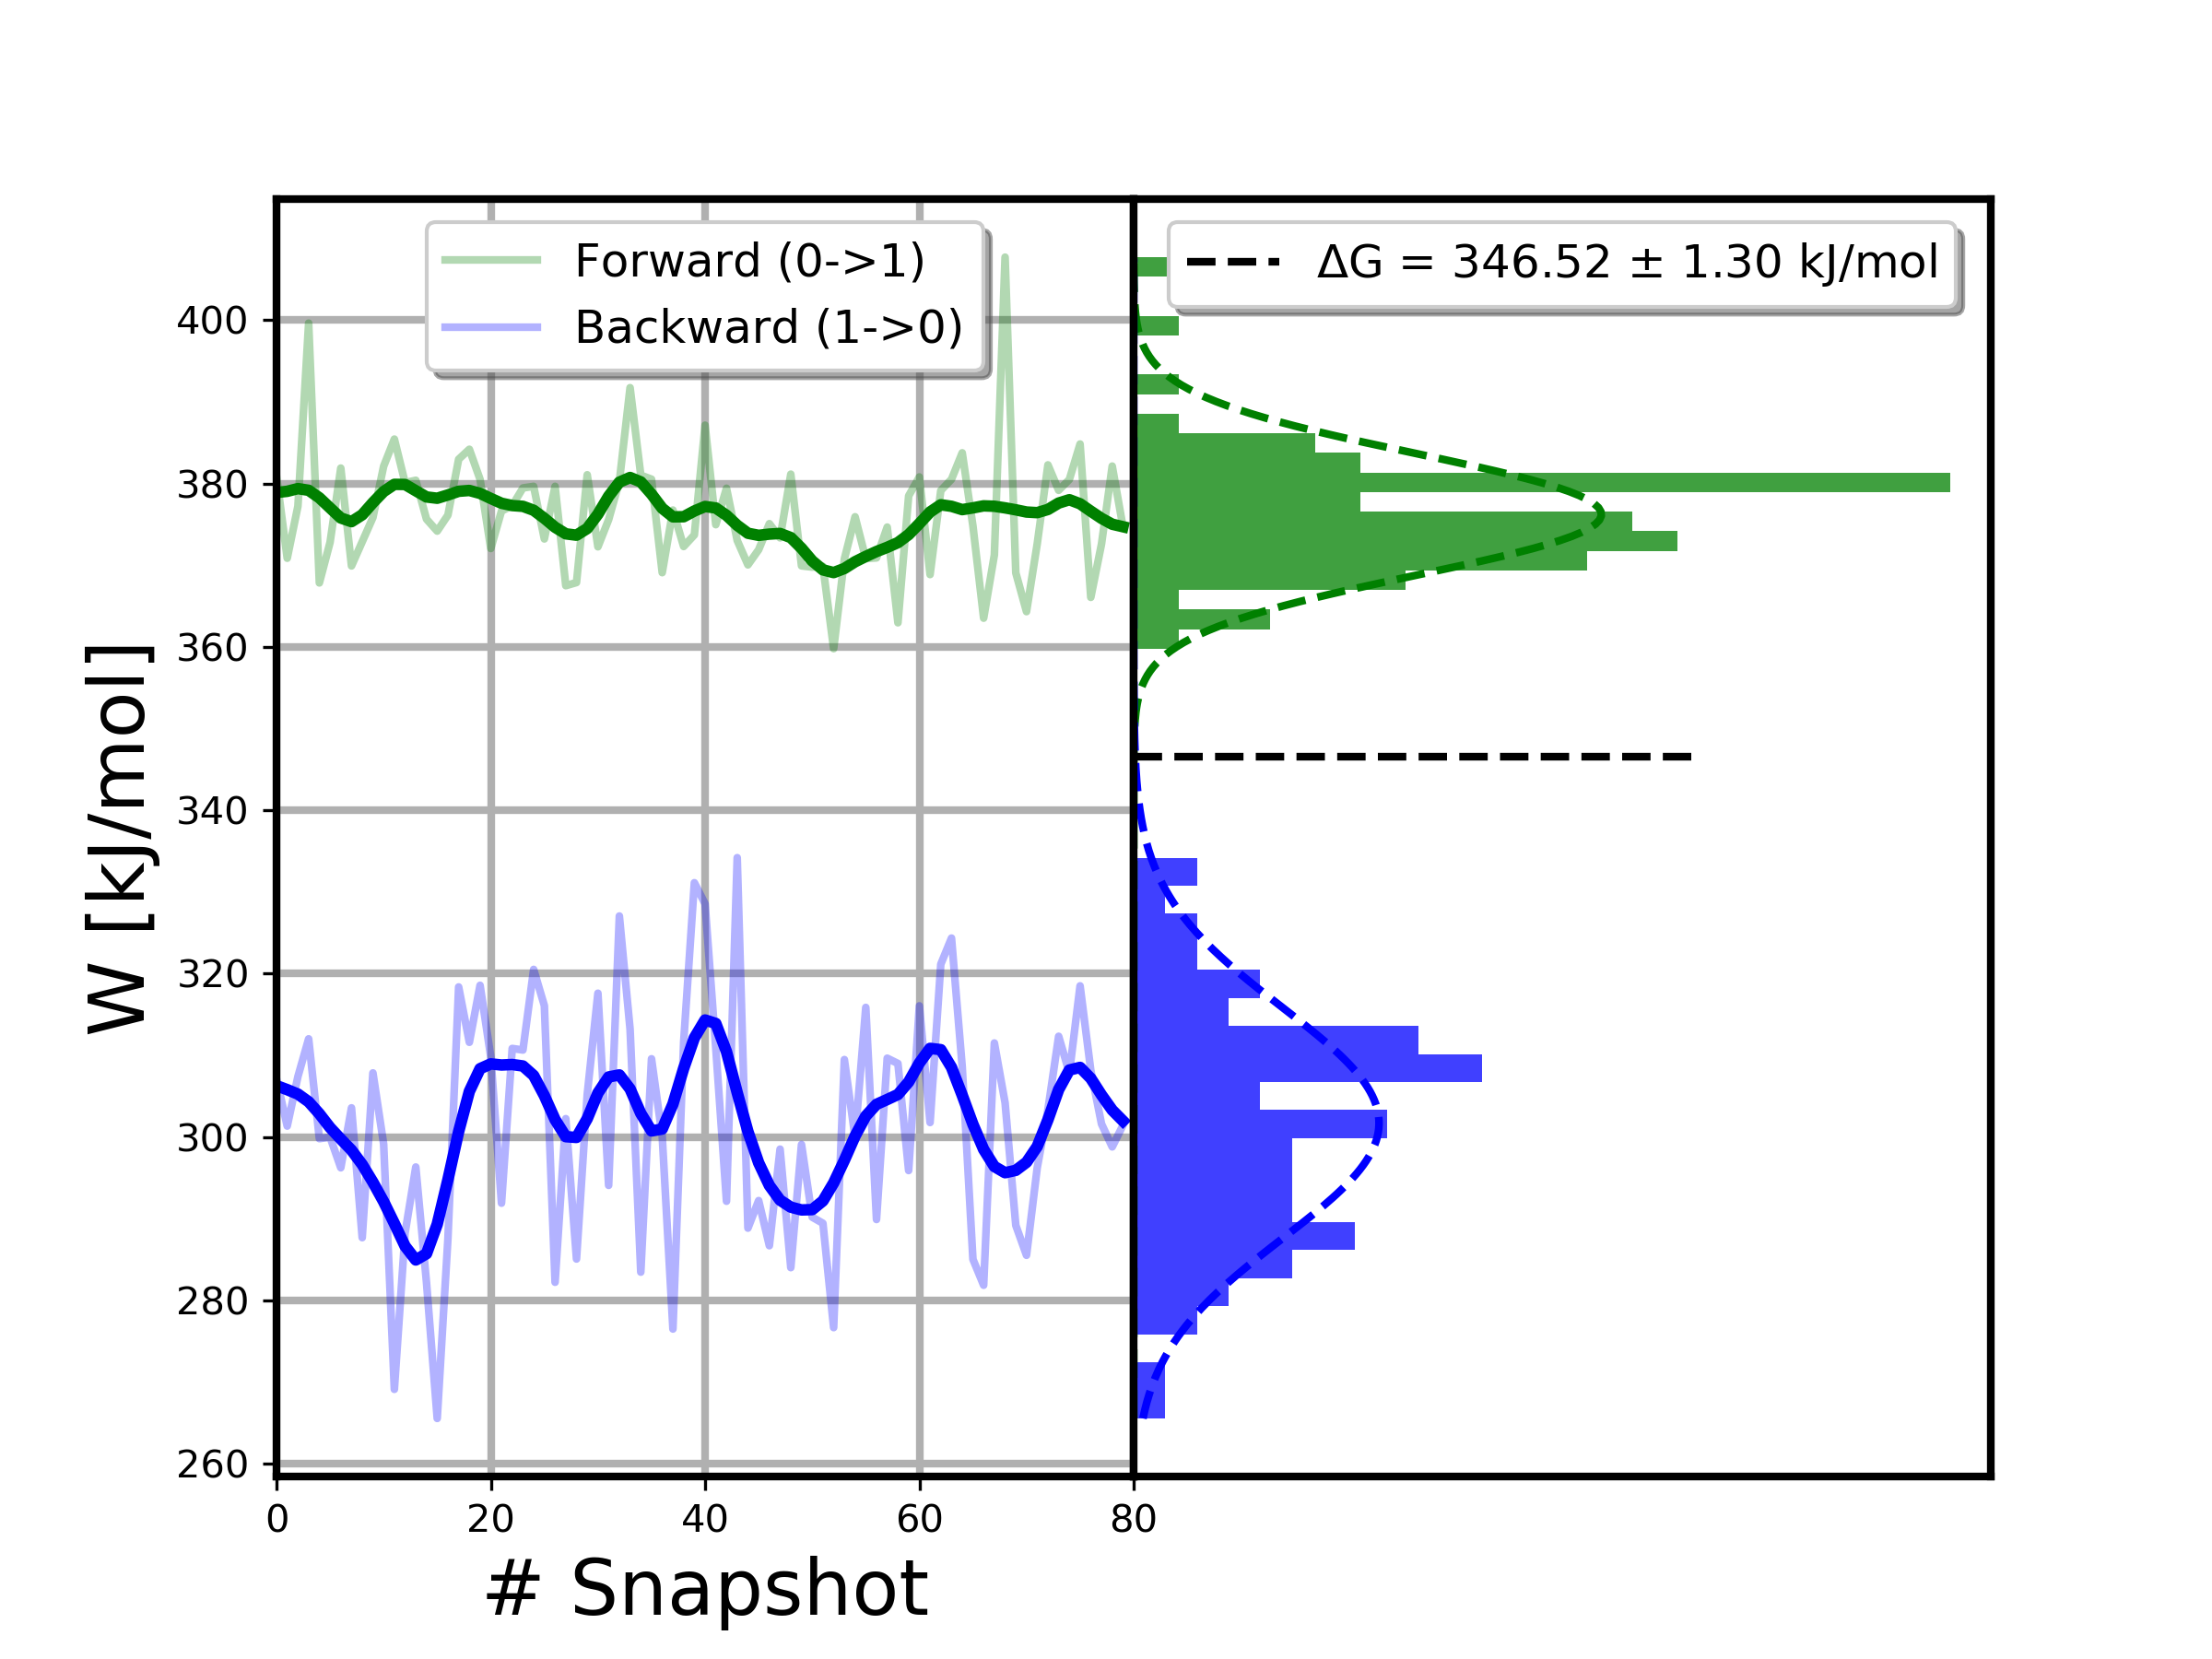 Forward (0->1)
Backward (1->0)
ΔG = 346.52 ± 1.30 kJ/mol
W [kJ/mol]
400
380
360
340
320
300
280
260
0 20 40 60 80
# Snapshot